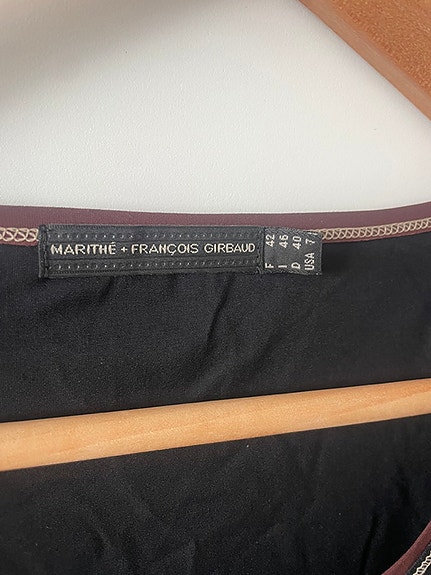 MARITHÉ + FRANÇOIS GIRBAUD
F 42
I 46
D 40
USA 7